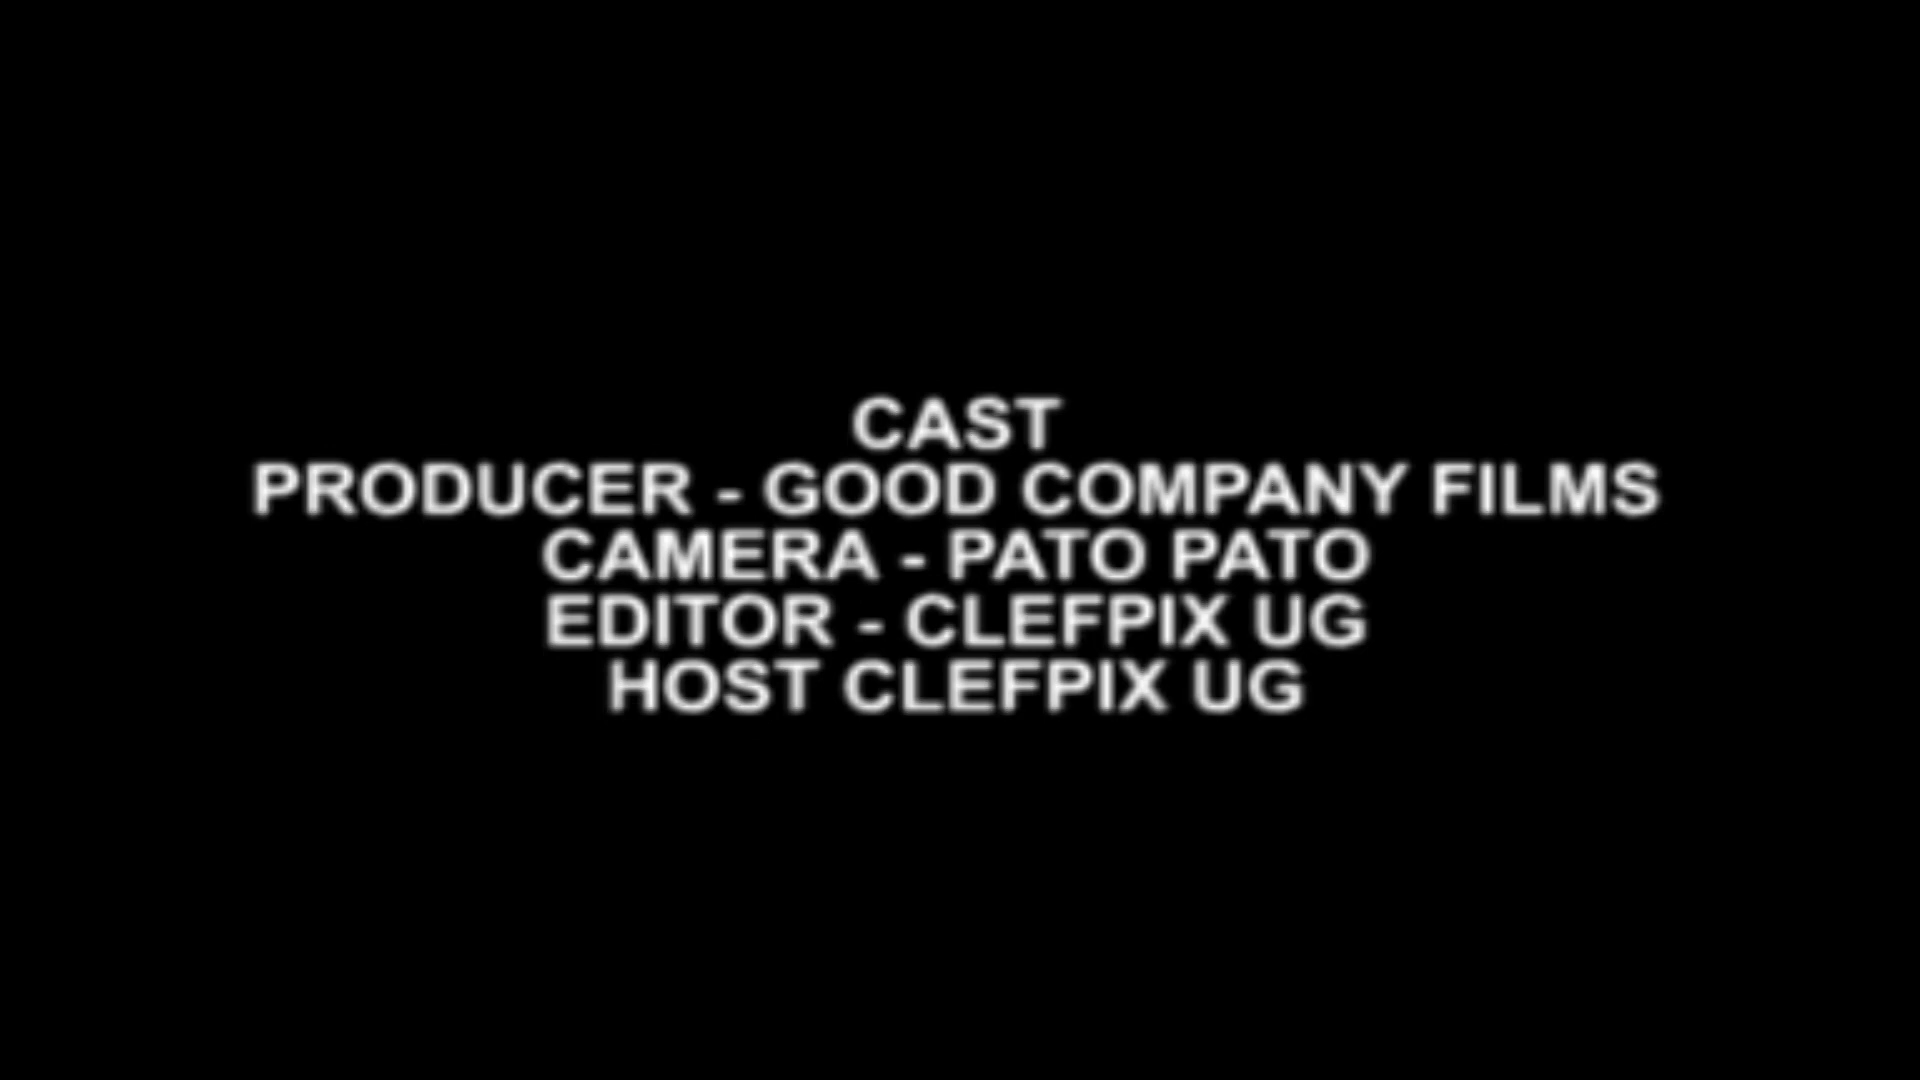 CAST
PRODUCER - GOOD COMPANY FILMS
CAMERA - PATO PATO
EDITOR - CLEFPIX UG
HOST CLEFPIX UG